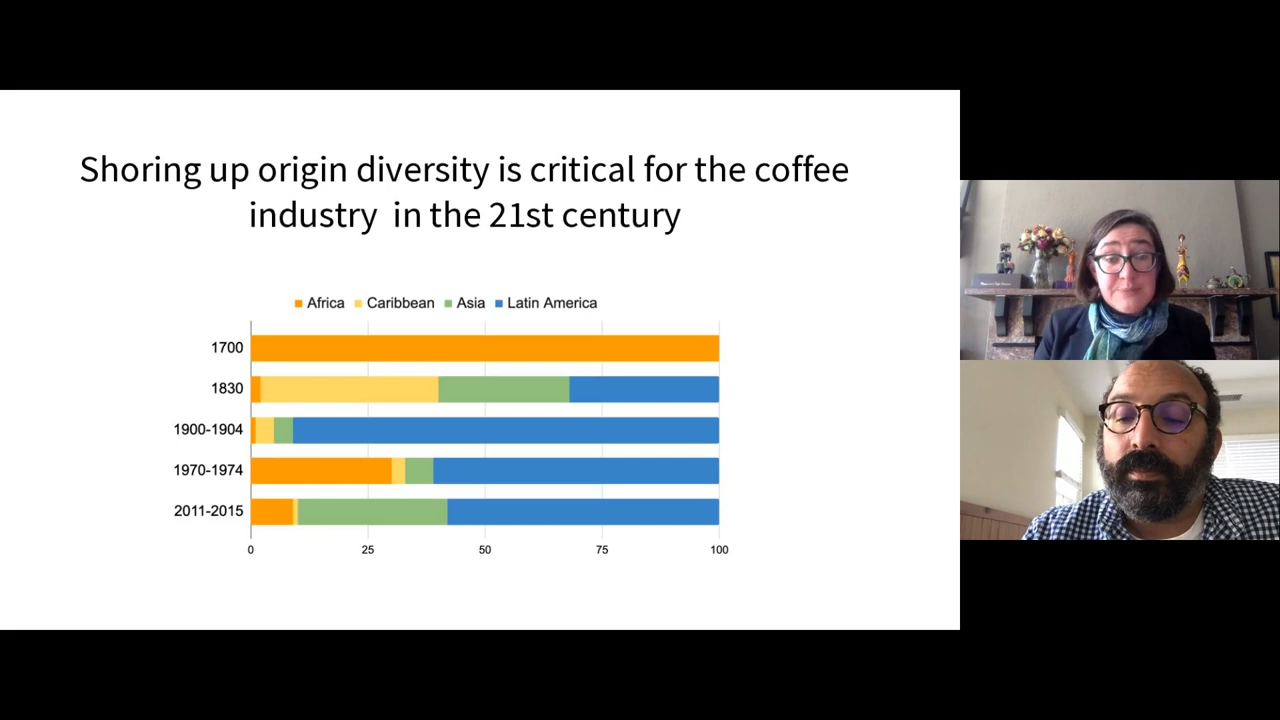 Shoring up origin diversity is critical for the coffee
industry in the 21st century
Africa Caribbean Asia Latin America
1700
1830
1900-1904
1970-1974
2011-2015
0 25 50 75 100